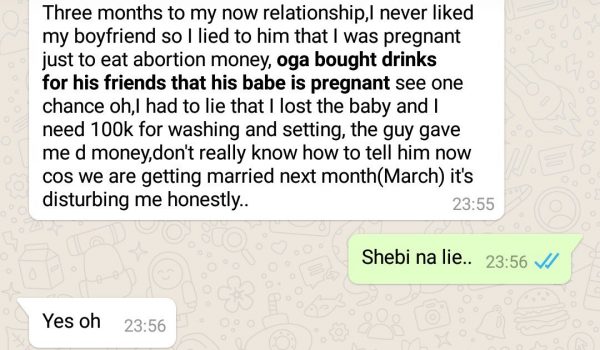 Three months to my now relationship,I never liked
my boyfriend so I lied to him that I was pregnant
just to eat abortion money, oga bought drinks
for his friends that his babe is pregnant see one
chance oh,I had to lie that I lost the baby and I
need 100k for washing and setting, the guy gave
me d money,don't really know how to tell him now
cos we are getting married next month(March) it's
disturbing me honestly..
23:55
Shebi na lie.. 23:56
Yes oh 23:56